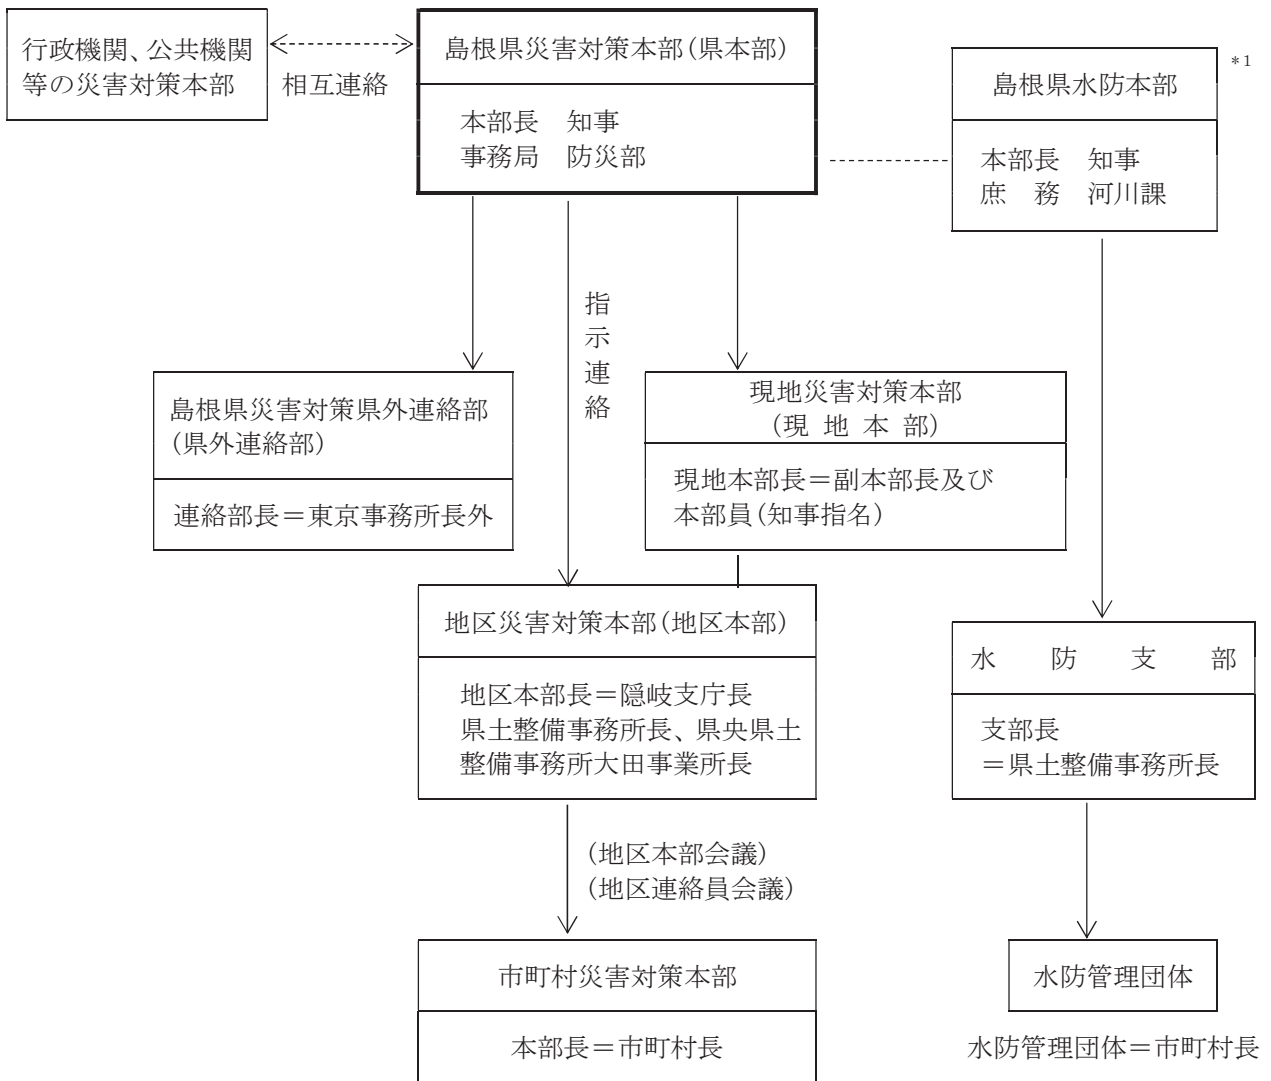 行政機関、公共機関
等の災害対策本部
相互連絡
島根県災害対策本部(県本部)
本部長　知事
事務局　防災部
島根県水防本部
*1
本部長　知事
庶　務　河川課
指示連絡
島根県災害対策県外連絡部
(県外連絡部)
連絡部長＝東京事務所長外
現地災害対策本部
(現 地 本 部)
現地本部長＝副本部長及び
本部員(知事指名)
地区災害対策本部(地区本部)
地区本部長＝隠岐支庁長
県土整備事務所長、県央県土
整備事務所大田事業所長
水　防　支　部
支部長
＝県土整備事務所長
(地区本部会議)
(地区連絡員会議)
市町村災害対策本部
本部長＝市町村長
水防管理団体
水防管理団体＝市町村長